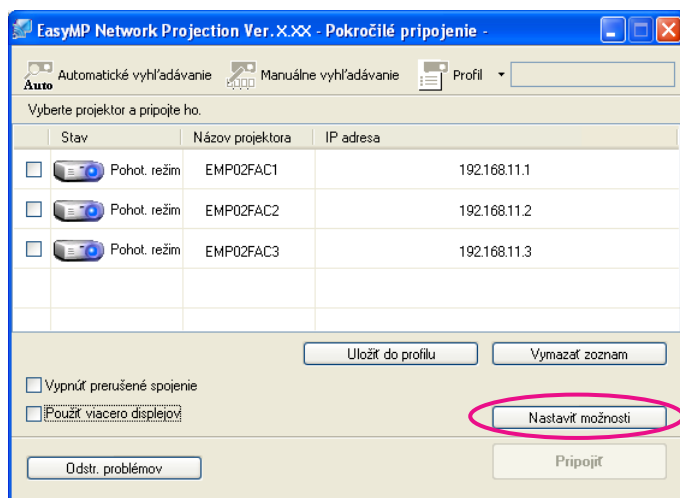 EasyMP Network Projection Ver.X.XX - Pokročilé pripojenie -
Auto Automatické vyhľadávanie Manuálne vyhľadávanie Profil
Vyberte projektor a pripojte ho.
Stav Názov projektora IP adresa
Pohot. režim EMP02FAC1 192.168.11.1
Pohot. režim EMP02FAC2 192.168.11.2
Pohot. režim EMP02FAC3 192.168.11.3
Uložiť do profilu Vymazať zoznam
Vypnúť prerušené spojenie
Použiť viacero displejov Nastaviť možnosti
Odstr. problémov Pripojiť